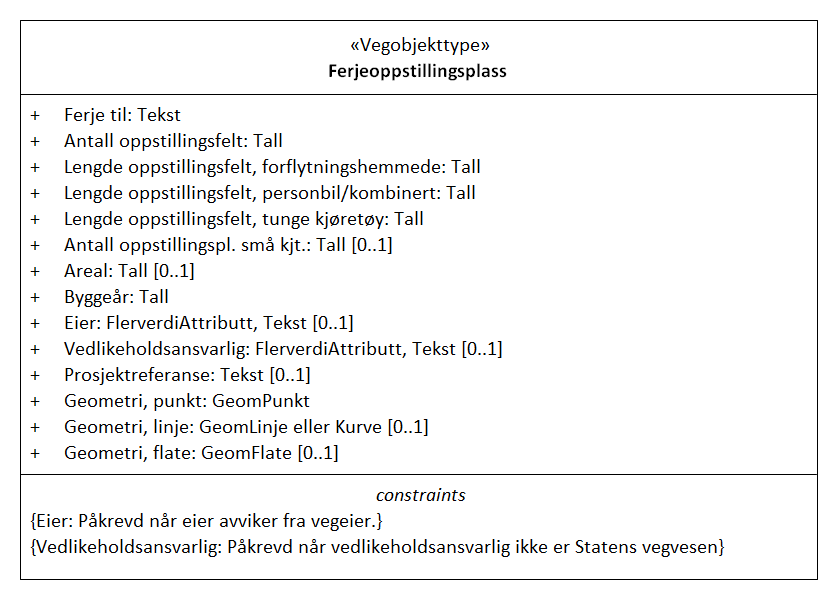 «Vegobjekttype»
Ferjeoppstillingsplass
+ Ferje til: Tekst
+ Antall oppstillingsfelt: Tall
+ Lengde oppstillingsfelt, forflytningshemmede: Tall
+ Lengde oppstillingsfelt, personbil/kombinert: Tall
+ Lengde oppstillingsfelt, tunge kjøretøy: Tall
+ Antall oppstillingspl. små kjt.: Tall [0..1]
+ Areal: Tall [0..1]
+ Byggeår: Tall
+ Eier: FlerverdiAttributt, Tekst [0..1]
+ Vedlikeholdsansvarlig: FlerverdiAttributt, Tekst [0..1]
+ Prosjektreferanse: Tekst [0..1]
+ Geometri, punkt: GeomPunkt
+ Geometri, linje: GeomLinje eller Kurve [0..1]
+ Geometri, flate: GeomFlate [0..1]
constraints
{Eier: Påkrevd når eier avviker fra vegeier.}
{Vedlikeholdsansvarlig: Påkrevd når vedlikeholdsansvarlig ikke er Statens vegvesen}